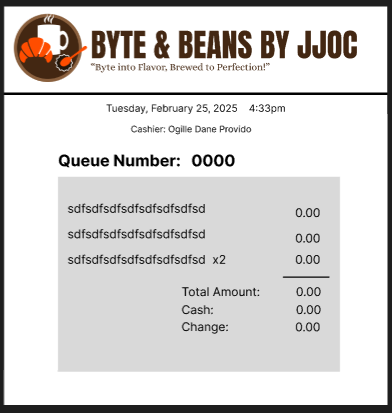 BYTE & BEANS BY JJOC
“Byte into Flavor, Brewed to Perfection!”
Tuesday, February 25, 2025 4:33pm
Cashier: Ogille Dane Provido
Queue Number: 0000
sdfsdfsdfsdfsdfsdfsdfsd 0.00
sdfsdfsdfsdfsdfsdfsdfsd 0.00
sdfsdfsdfsdfsdfsdfsdfsd x2 0.00
Total Amount: 0.00
Cash: 0.00
Change: 0.00